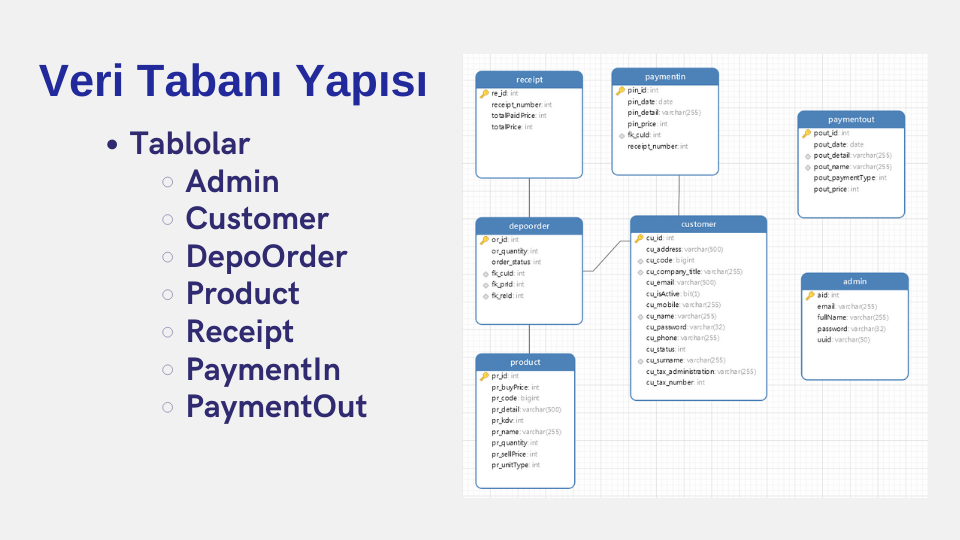 Veri Tabanı Yapısı
Tablolar
Admin
Customer
DepoOrder
Product
Receipt
PaymentIn
PaymentOut
receipt
re_id: int
receipt_number: int
totalPaidPrice: int
totalPrice: int
paymentin
pin_id: int
pin_date: date
pin_detail: varchar(255)
pin_price: int
fk_cuId: int
receipt_number: int
paymentout
pout_id: int
pout_date: date
pout_detail: varchar(255)
pout_name: varchar(255)
pout_paymentType: int
pout_price: int
depoorder
or_id: int
or_quantity: int
order_status: int
fk_cuId: int
fk_prId: int
fk_reId: int
customer
cu_id: int
cu_address: varchar(500)
cu_code: bigint
cu_company_title: varchar(255)
cu_email: varchar(500)
cu_isActive: bit(1)
cu_mobile: varchar(255)
cu_name: varchar(255)
cu_password: varchar(32)
cu_phone: varchar(255)
cu_status: int
cu_surname: varchar(255)
cu_tax_administration: varchar(255)
cu_tax_number: int
admin
aid: int
email: varchar(255)
fullName: varchar(255)
password: varchar(32)
uuid: varchar(50)
product
pr_id: int
pr_buyPrice: int
pr_code: bigint
pr_detail: varchar(500)
pr_kdv: int
pr_name: varchar(255)
pr_quantity: int
pr_sellPrice: int
pr_unitType: int